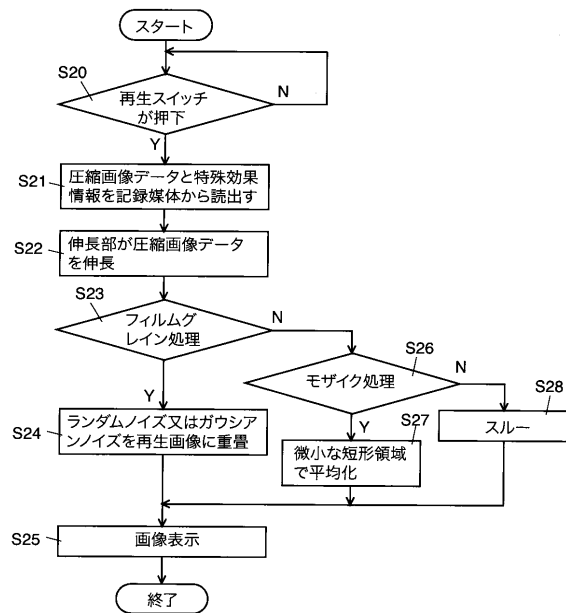 スタート
S20
再生スイッチ
が押下
N
Y
S21
圧縮画像データと特殊効果
情報を記録媒体から読出す
S22
伸長部が圧縮画像データ
を伸長
S23
フィルムグ
レイン処理
N
Y
S26
モザイク処理
N
Y
S28
スルー
S24
ランダムノイズ又はガウシア
ンノイズを再生画像に重畳
S27
微小な短形領域
で平均化
S25
画像表示
終了